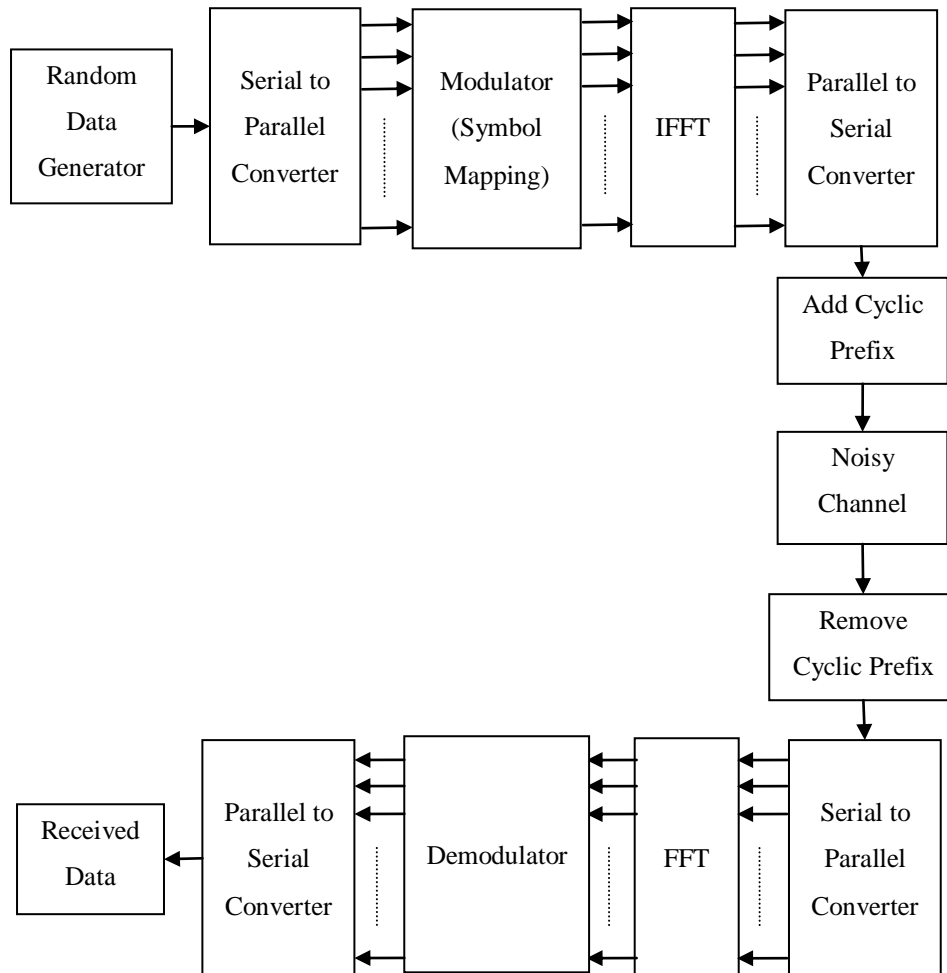 Random
Data
Generator
Serial to
Parallel
Converter
Modulator
(Symbol
Mapping)
IFFT
Parallel to
Serial
Converter
Add Cyclic
Prefix
Noisy
Channel
Remove
Cyclic Prefix
Serial to
Parallel
Converter
FFT
Demodulator
Parallel to
Serial
Converter
Received
Data